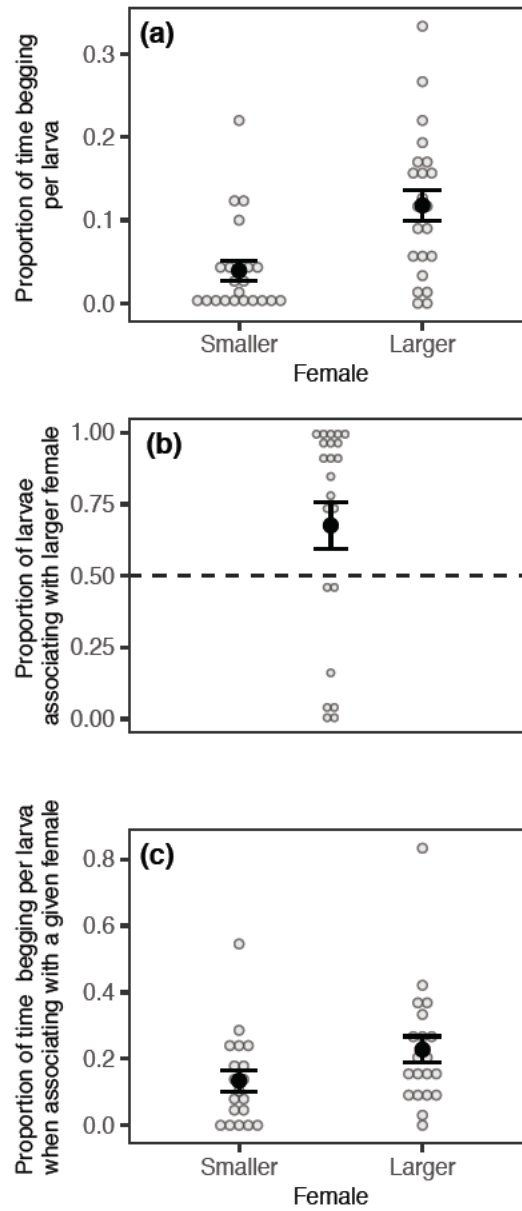 (a)
Proportion of time begging
per larva
0.3
0.2
0.1
0.0
Smaller
Larger
Female
(b)
Proportion of larvae
associating with larger female
1.00
0.75
0.50
0.25
0.00
(c)
Proportion of time begging per larva
when associating with a given female
0.8
0.6
0.4
0.2
0.0
Smaller
Larger
Female